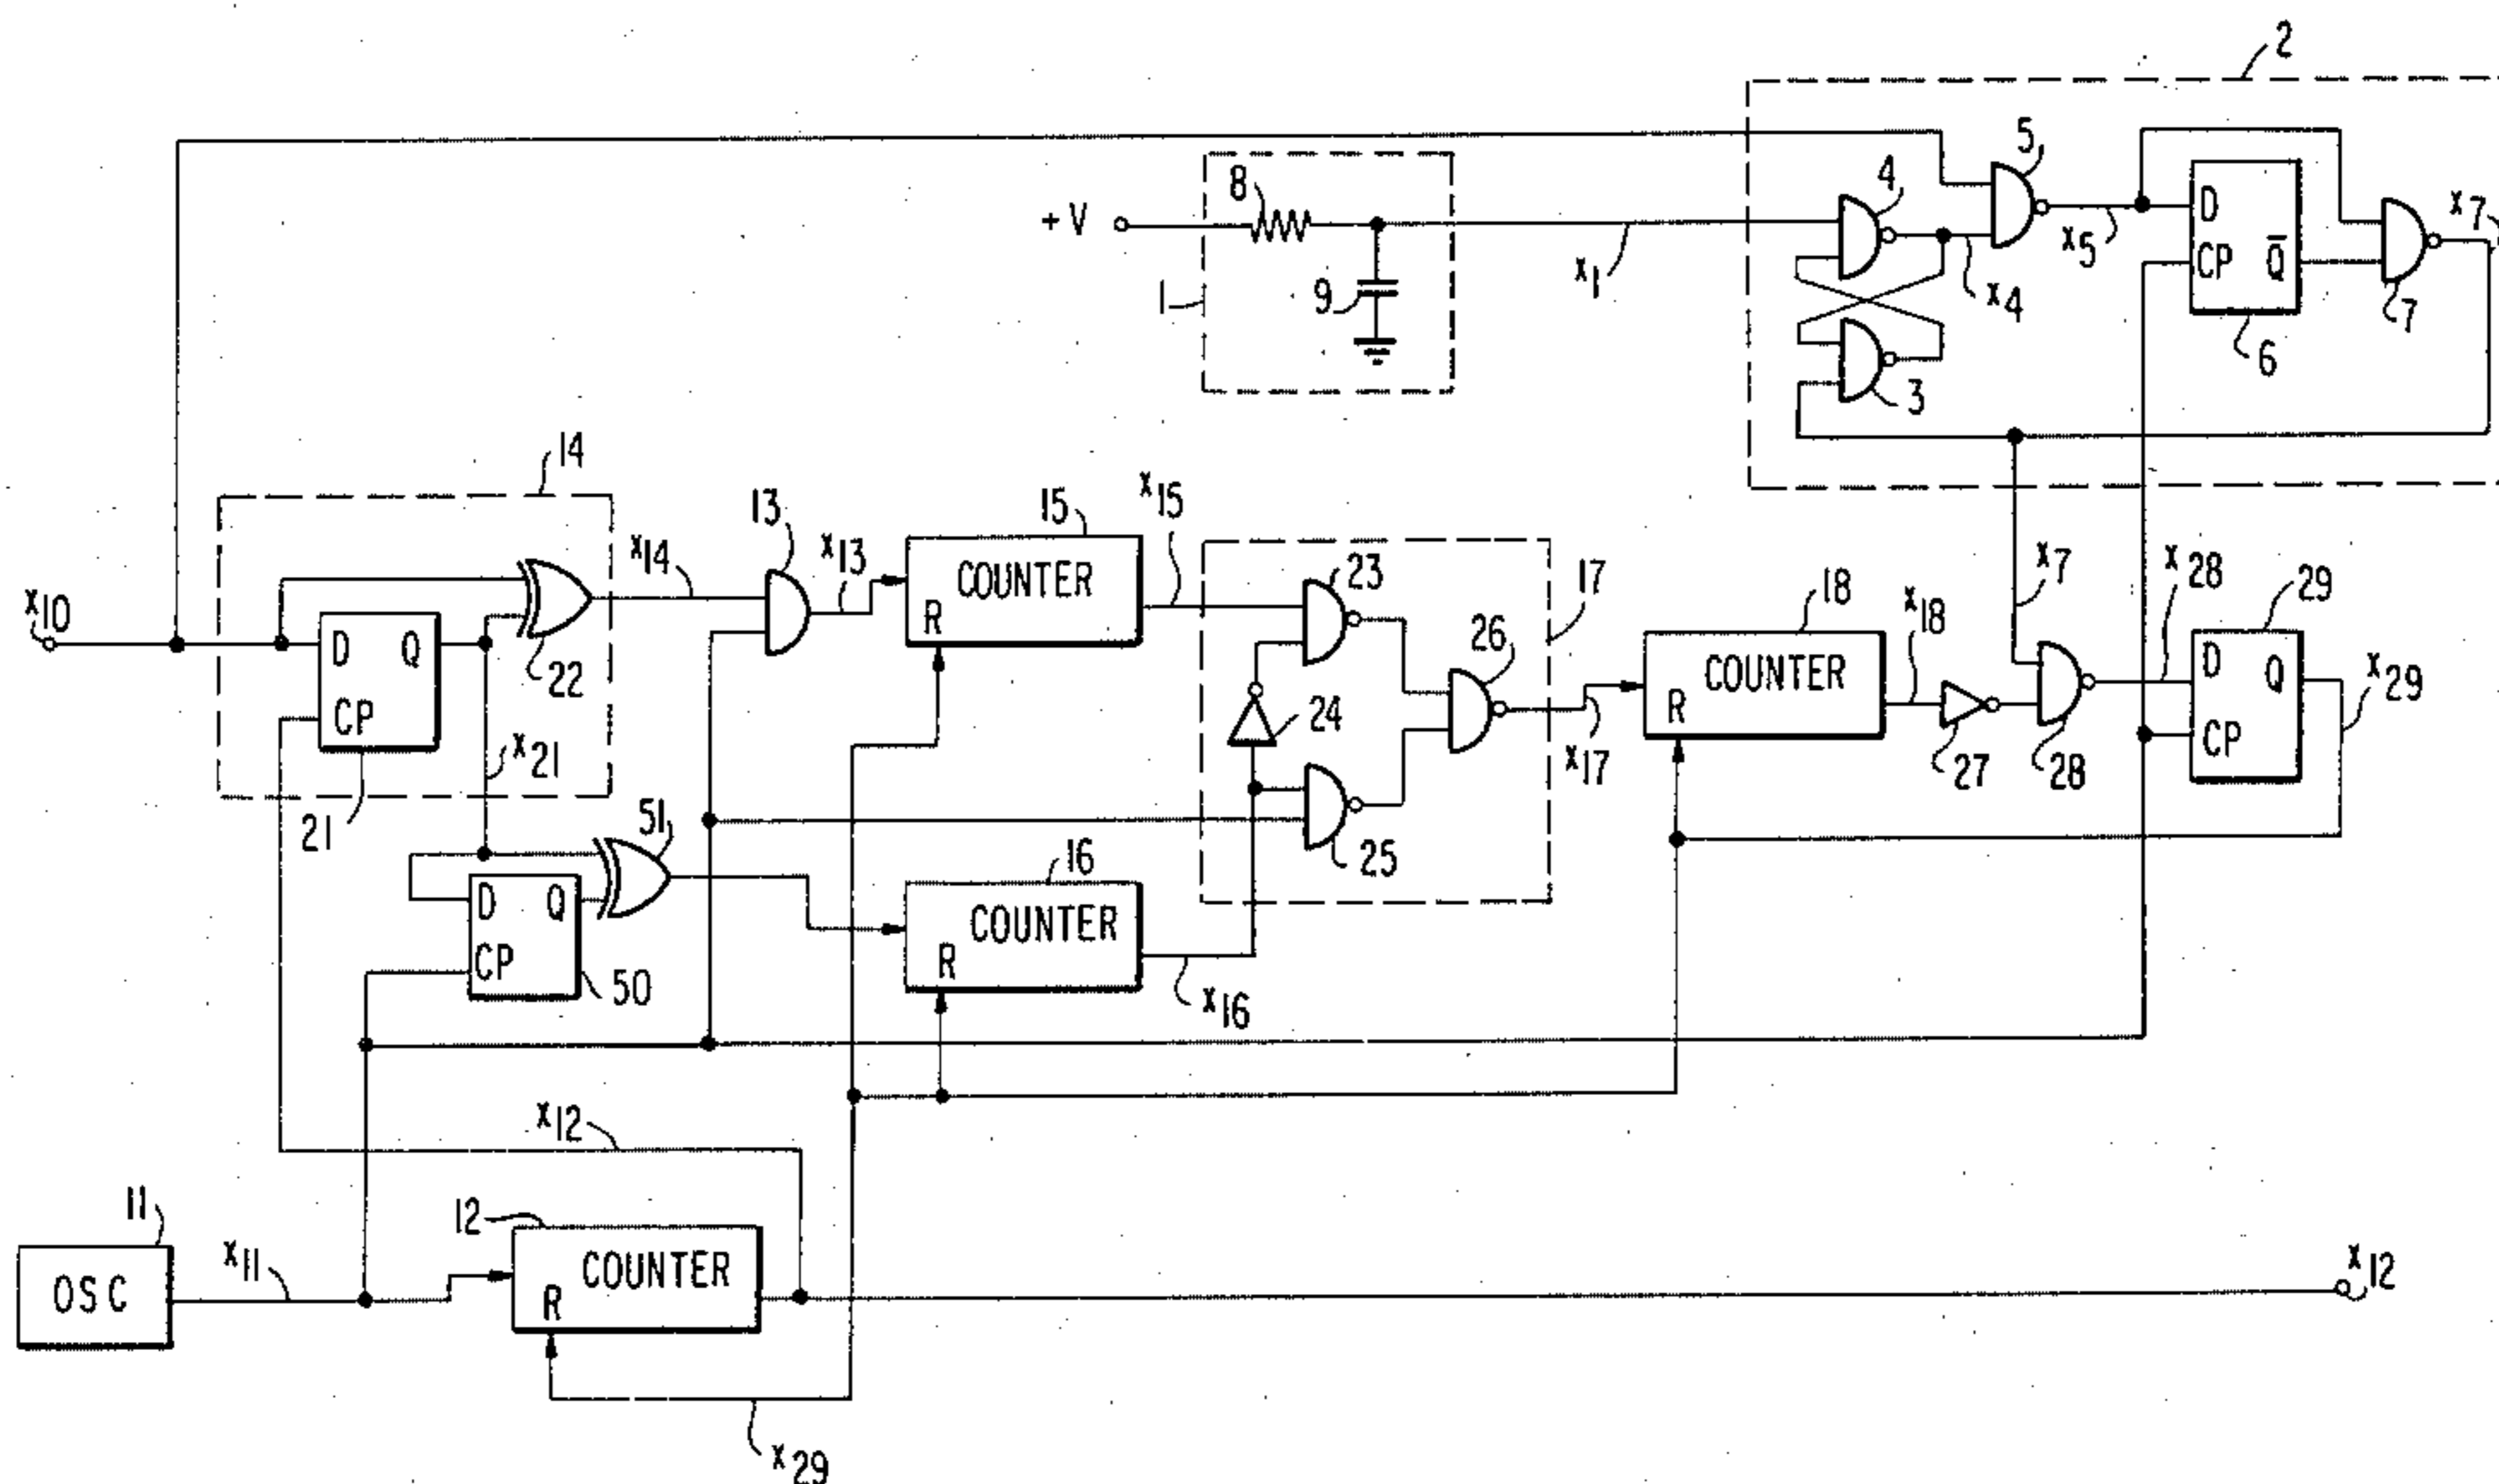 2
5
4
8
+V
D
CP
Q̄
x7
x5
x1
x4
1
9
7
6
3
14
13
x15
15
x14
x13
COUNTER
R
23
17
18
x18
x7
x28
29
x10
D
Q
CP
22
26
COUNTER
R
D
Q
CP
x29
24
x21
x17
27
28
21
51
25
16
D
Q
CP
50
COUNTER
R
x16
x12
11
12
x11
OSC
COUNTER
R
x12
x29